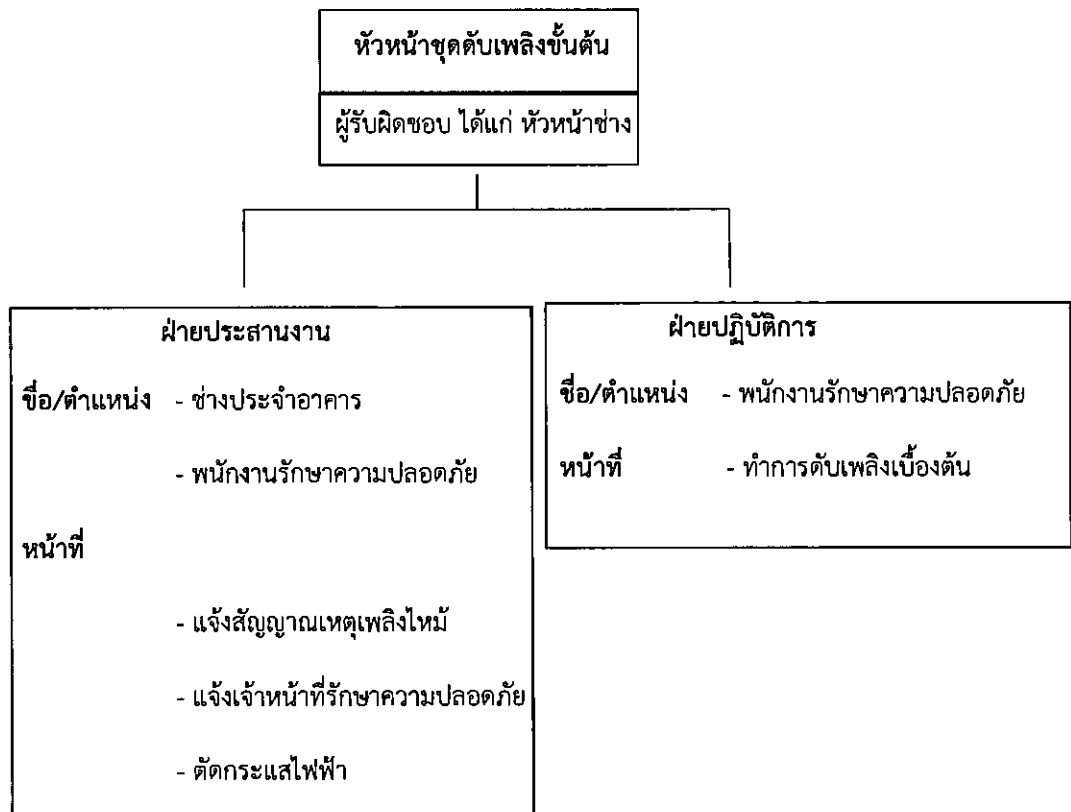 หัวหน้าชุดดับเพลิงขั้นต้น
ผู้รับผิดชอบ ได้แก่ หัวหน้าช่าง
ฝ่ายประสานงาน
ชื่อ/ตำแหน่ง - ช่างประจำอาคาร
- พนักงานรักษาความปลอดภัย
หน้าที่
- แจ้งสัญญาณเหตุเพลิงไหม้
- แจ้งเจ้าหน้าที่รักษาความปลอดภัย
- ตัดกระแสไฟฟ้า
ฝ่ายปฏิบัติการ
ชื่อ/ตำแหน่ง - พนักงานรักษาความปลอดภัย
หน้าที่ - ทำการดับเพลิงเบื้องต้น